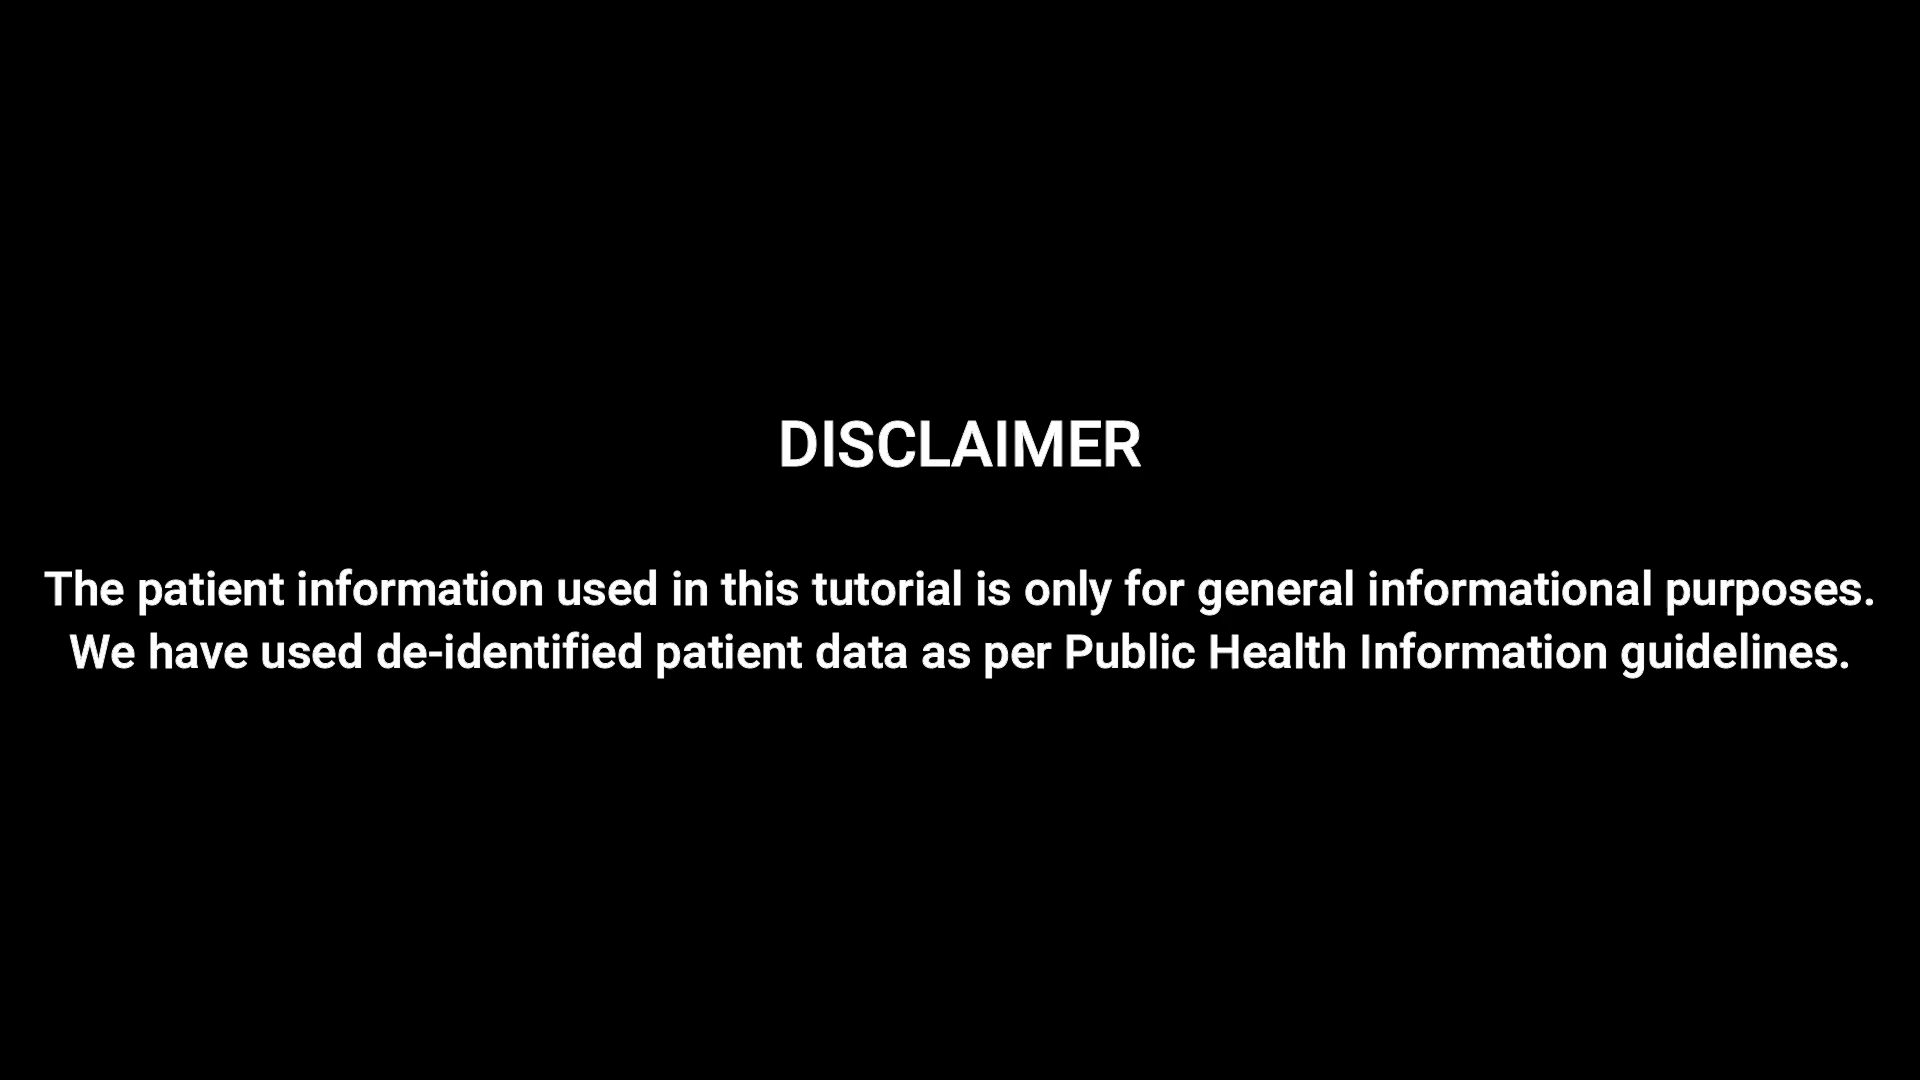 DISCLAIMER
The patient information used in this tutorial is only for general informational purposes.
We have used de-identified patient data as per Public Health Information guidelines.